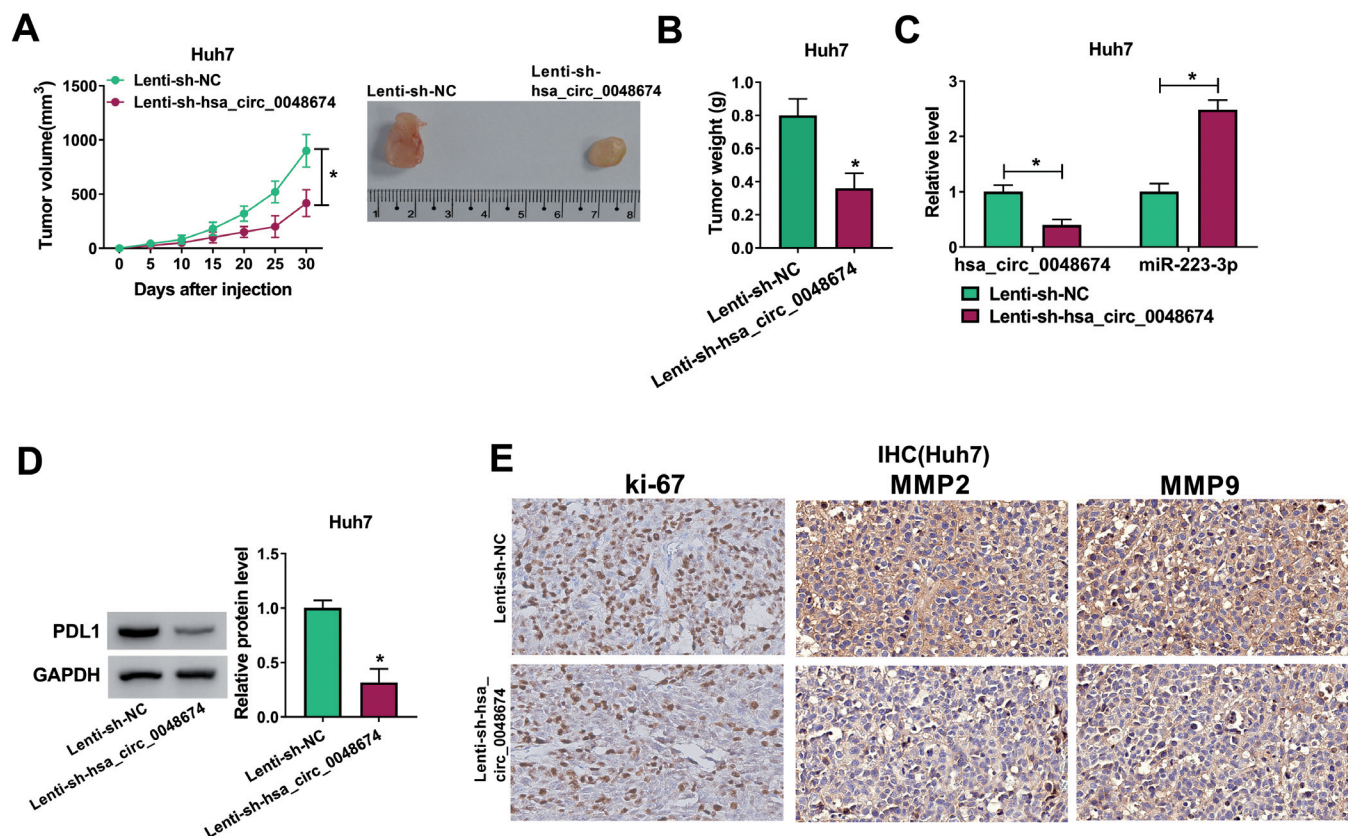 A
Huh7
Lenti-sh-NC
Lenti-sh-hsa_circ_0048674
Tumor volume(mm3)
1500
1000
500
0
*
0 5 10 15 20 25 30
Days after injection
Lenti-sh-NC
Lenti-sh-
hsa_circ_0048674
1 2 3 4 5 6 7 8
B
Huh7
Tumor weight (g)
0.8
0.6
0.4
0.2
0.0
1.0
*
Lenti-sh-NC
Lenti-sh-hsa_circ_0048674
C
Huh7
Relative level
3
2
1
0
*
*
hsa_circ_0048674 miR-223-3p
Lenti-sh-NC
Lenti-sh-hsa_circ_0048674
D
PDL1
GAPDH
Lenti-sh-NC
Lenti-sh-hsa_circ_0048674
Huh7
Relative protein level
1.5
1.0
0.5
0.0
*
Lenti-sh-NC
Lenti-sh-hsa_circ_0048674
E
IHC(Huh7)
ki-67 MMP2 MMP9
Lenti-sh-NC
Lenti-sh-hsa_
circ_0048674